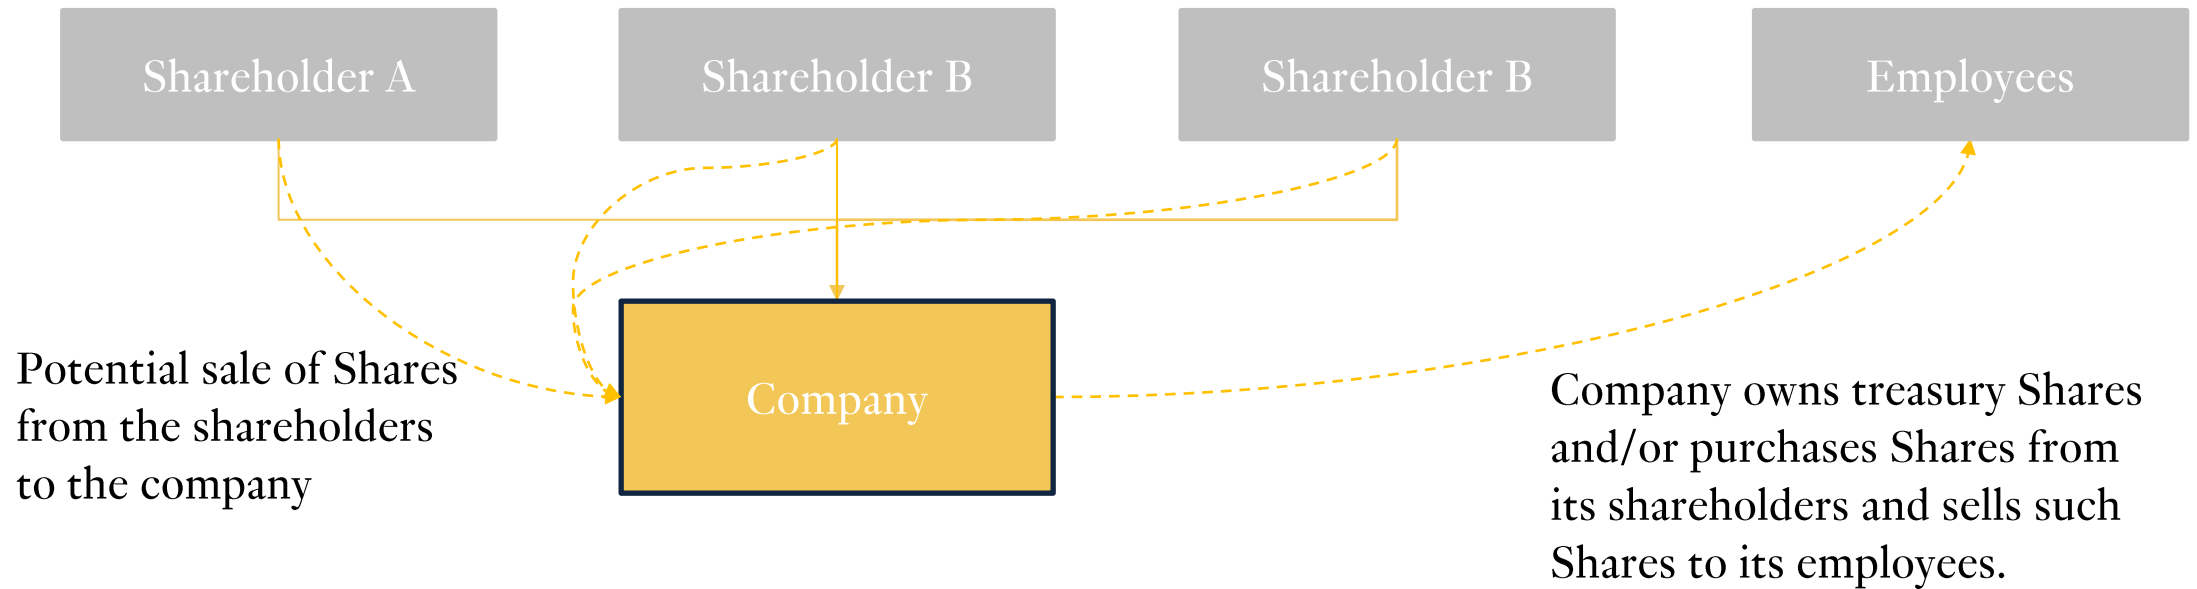 Shareholder A
Shareholder B
Shareholder B
Employees
Potential sale of Shares
from the shareholders
to the company
Company
Company owns treasury Shares
and/or purchases Shares from
its shareholders and sells such
Shares to its employees.